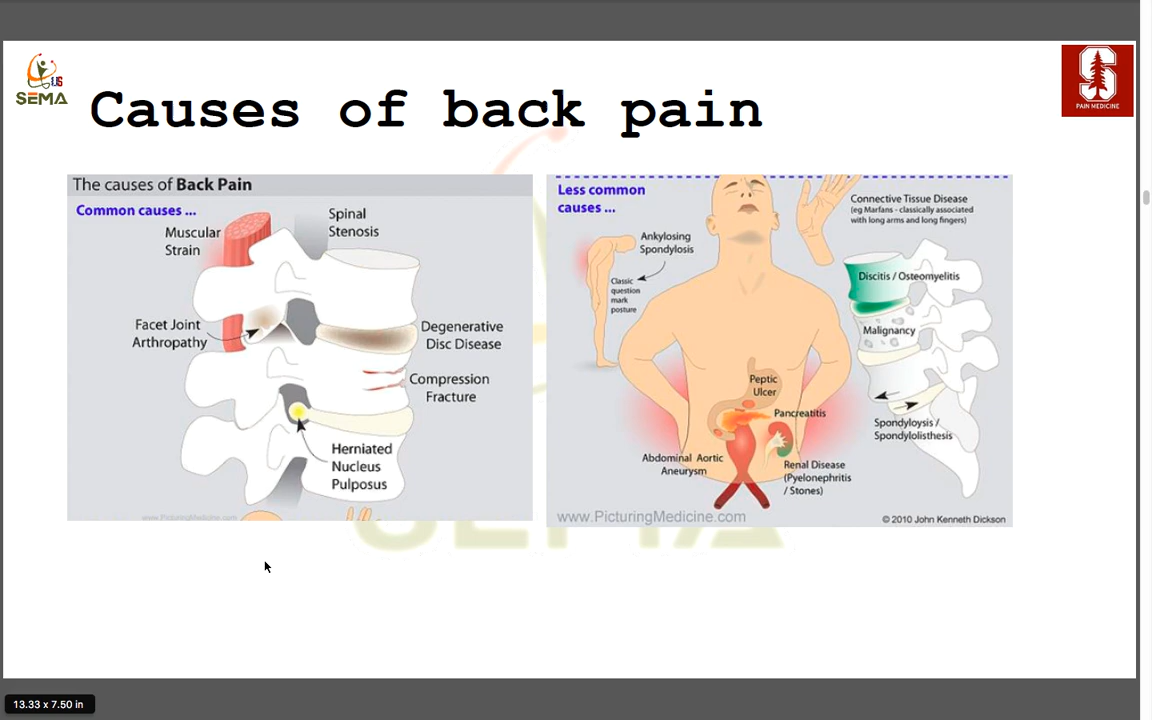 US
SEMA
PAIN MEDICINE
Causes of back pain
The causes of Back Pain
Common causes ...
Muscular
Strain
Spinal
Stenosis
Facet Joint
Arthropathy
Degenerative
Disc Disease
Compression
Fracture
Herniated
Nucleus
Pulposus
www.PicturingMedicine.com
Less common
causes ...
Connective Tissue Disease
(eg Marfans - classically associated
with long arms and long fingers)
Ankylosing
Spondylosis
Classic
question
mark
posture
Discitis / Osteomyelitis
Malignancy
Peptic
Ulcer
Pancreatitis
Spondyloysis /
Spondylolisthesis
Abdominal Aortic
Aneurysm
Renal Disease
(Pyelonephritis
/ Stones)
www.PicturingMedicine.com
© 2010 John Kenneth Dickson
SEMA
13.33 x 7.50 in